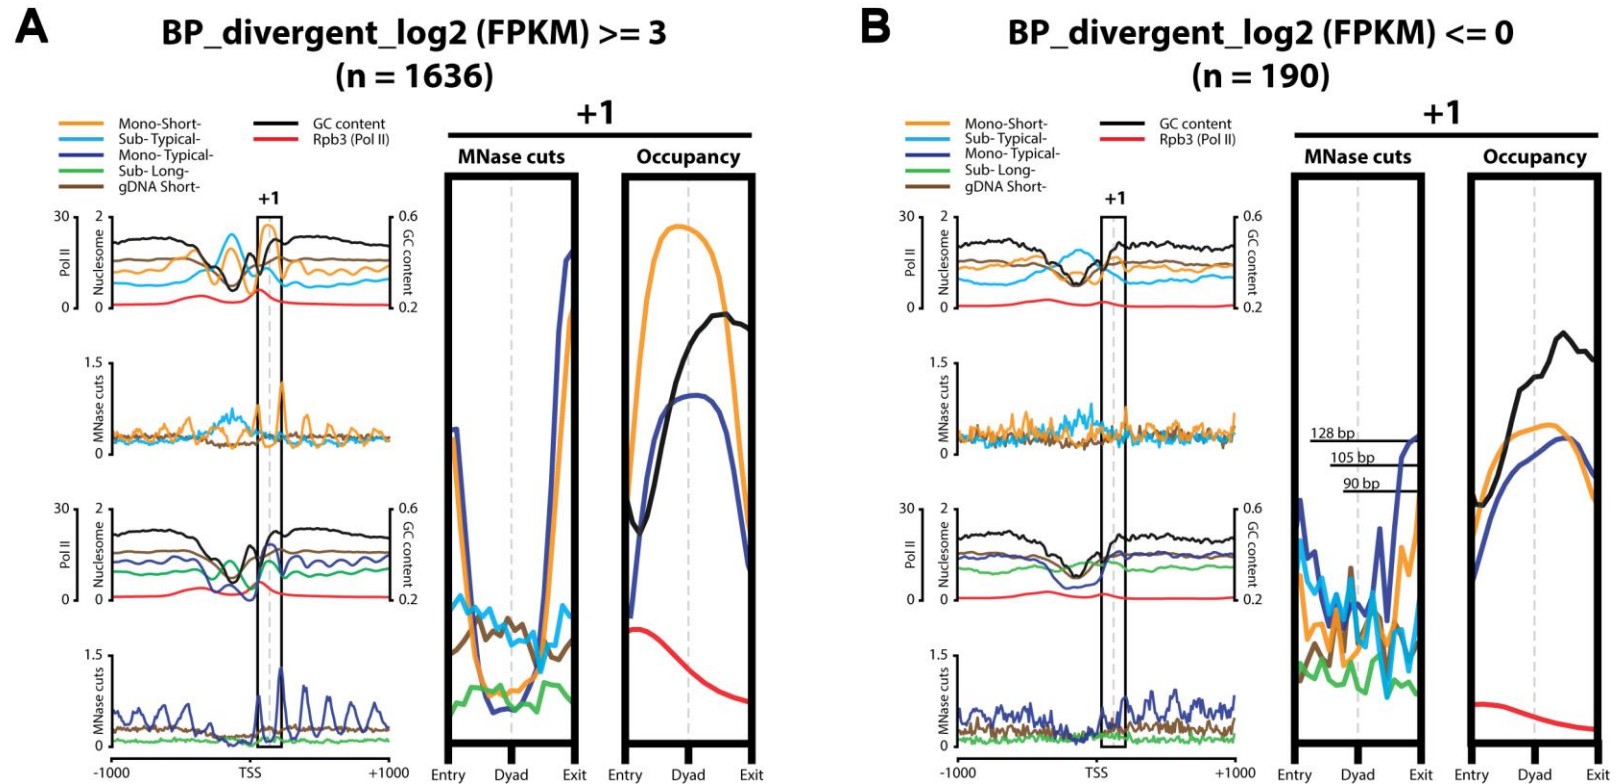 A
BP_divergent_log2 (FPKM) >= 3
(n = 1636)
Mono-Short-
Sub- Typical-
Mono- Typical-
Sub- Long-
gDNA Short-
GC content
Rpb3 (Pol II)
+1
MNase cuts
Occupancy
+1
30
0
Pol II
2
0
Nuclesome
0.6
0.2
GC content
1.5
0
MNase cuts
30
0
Pol II
2
0
Nuclesome
0.6
0.2
GC content
1.5
0
MNase cuts
-1000
TSS
+1000
Entry
Dyad
Exit
Entry
Dyad
Exit
B
BP_divergent_log2 (FPKM) <= 0
(n = 190)
Mono-Short-
Sub- Typical-
Mono- Typical-
Sub- Long-
gDNA Short-
GC content
Rpb3 (Pol II)
+1
MNase cuts
Occupancy
+1
30
0
Pol II
2
0
Nuclesome
0.6
0.2
GC content
1.5
0
MNase cuts
30
0
Pol II
2
0
Nuclesome
0.6
0.2
GC content
1.5
0
MNase cuts
-1000
TSS
+1000
128 bp
105 bp
90 bp
Entry
Dyad
Exit
Entry
Dyad
Exit